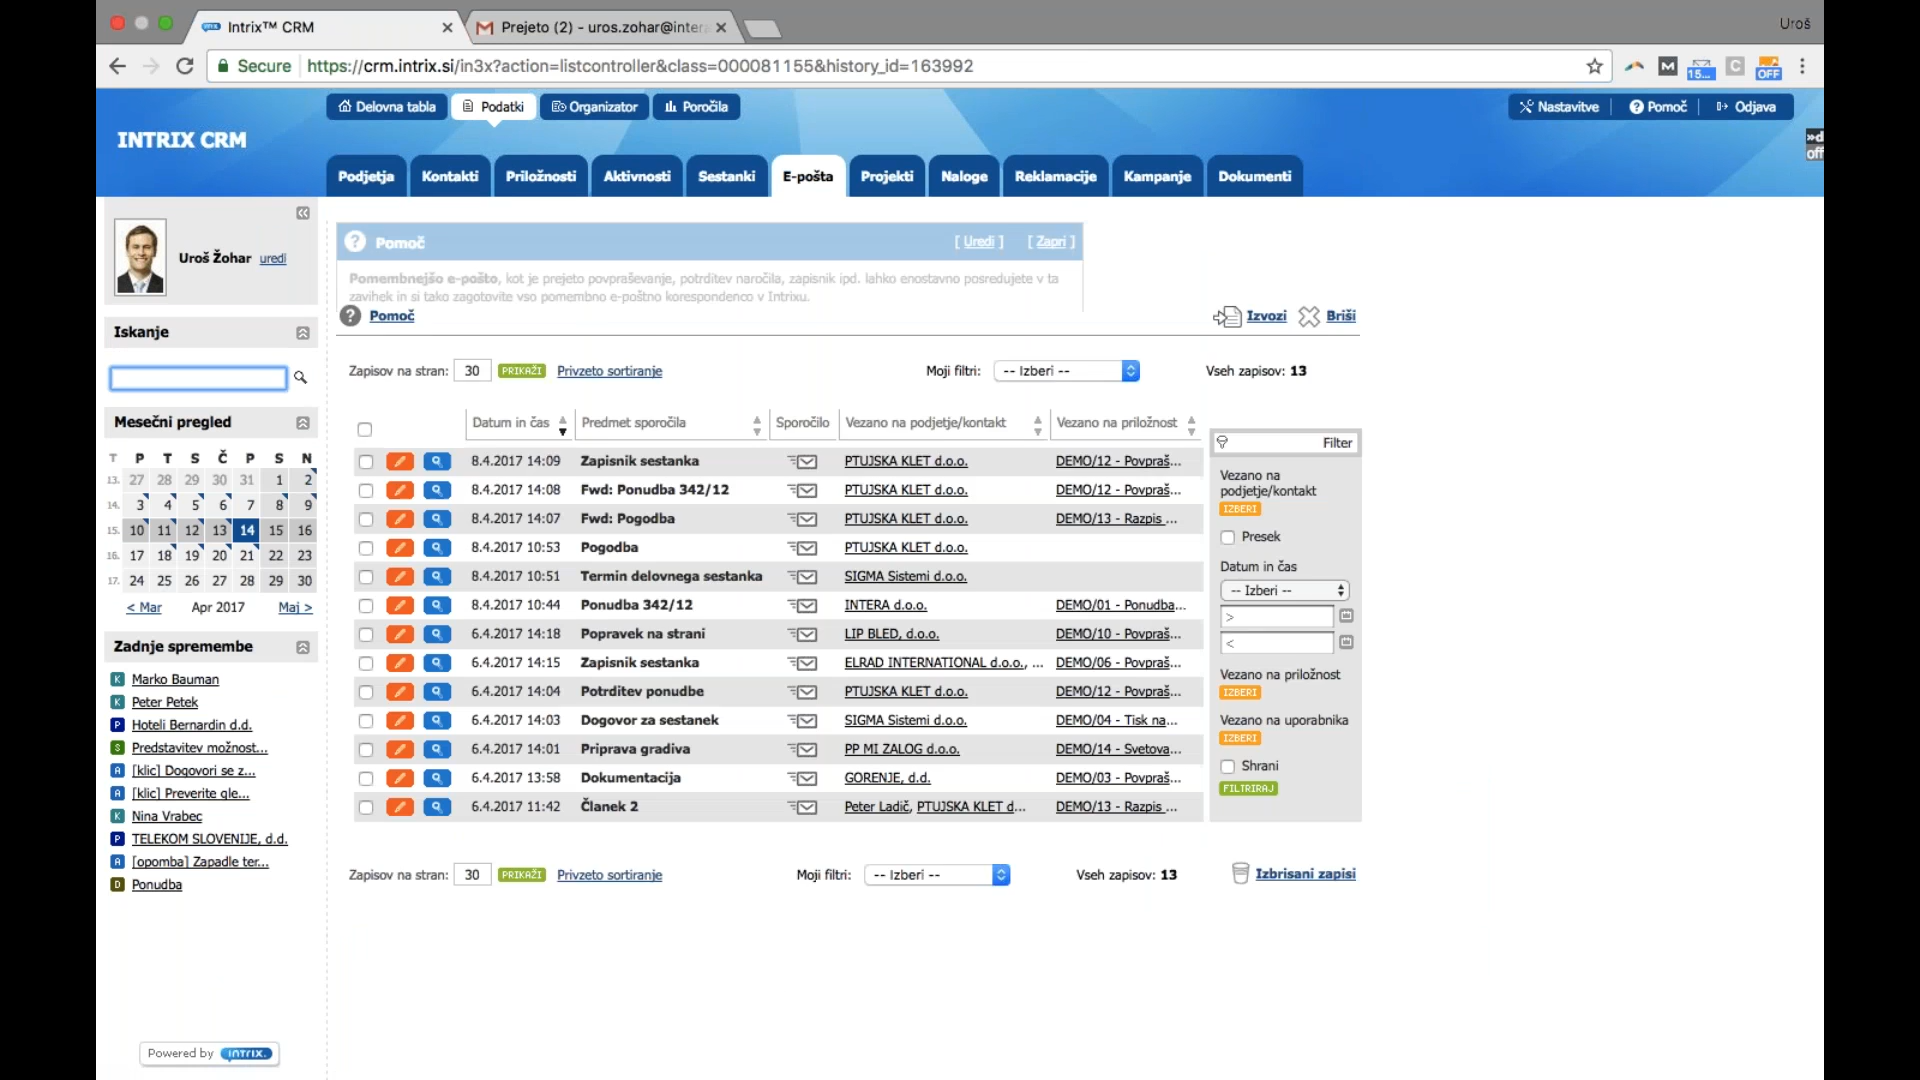 Intrix™ CRM
Prejeto (2) - uros.zohar@inter
Uroš
Secure
https://crm.intrix.si/in3x?action=listcontroller&class=000081155&history_id=163992
M
15...
C
OFF
Delovna tabla
Podatki
Organizator
Poročila
Nastavitve
Pomoč
Odjava
INTRIX CRM
»d
off
Podjetja
Kontakti
Priložnosti
Aktivnosti
Sestanki
E-pošta
Projekti
Naloge
Reklamacije
Kampanje
Dokumenti
Uroš Žohar uredi
Iskanje
Mesečni pregled
T P T S Č P S N
13. 27 28 29 30 31 1 2
14. 3 4 5 6 7 8 9
15. 10 11 12 13 14 15 16
16. 17 18 19 20 21 22 23
17. 24 25 26 27 28 29 30
< Mar Apr 2017 Maj >
Zadnje spremembe
K Marko Bauman
K Peter Petek
P Hoteli Bernardin d.d.
S Predstavitev možnost...
A [klic] Dogovori se z...
A [klic] Preverite gle...
K Nina Vrabec
P TELEKOM SLOVENIJE, d.d.
A [opomba] Zapadle ter...
D Ponudba
Powered by INTRIX.
Pomoč [ Uredi ] [ Zapri ]
Pomembnejšo e-pošto, kot je prejeto povpraševanje, potrditev naročila, zapisnik ipd. lahko enostavno posredujete v ta
zavihek in si tako zagotovite vso pomembno e-poštno korespondenco v Intrixu.
Pomoč
Izvozi
Briši
Zapisov na stran: 30 PRIKAŽI Privzeto sortiranje Moji filtri: -- Izberi -- Vseh zapisov: 13
Datum in čas Predmet sporočila Sporočilo Vezano na podjetje/kontakt Vezano na priložnost
8.4.2017 14:09 Zapisnik sestanka PTUJSKA KLET d.o.o. DEMO/12 - Povpraš...
8.4.2017 14:08 Fwd: Ponudba 342/12 PTUJSKA KLET d.o.o. DEMO/12 - Povpraš...
8.4.2017 14:07 Fwd: Pogodba PTUJSKA KLET d.o.o. DEMO/13 - Razpis ...
8.4.2017 10:53 Pogodba PTUJSKA KLET d.o.o.
8.4.2017 10:51 Termin delovnega sestanka SIGMA Sistemi d.o.o.
8.4.2017 10:44 Ponudba 342/12 INTERA d.o.o. DEMO/01 - Ponudba...
6.4.2017 14:18 Popravek na strani LIP BLED, d.o.o. DEMO/10 - Povpraš...
6.4.2017 14:15 Zapisnik sestanka ELRAD INTERNATIONAL d.o.o., ... DEMO/06 - Povpraš...
6.4.2017 14:04 Potrditev ponudbe PTUJSKA KLET d.o.o. DEMO/12 - Povpraš...
6.4.2017 14:03 Dogovor za sestanek SIGMA Sistemi d.o.o. DEMO/04 - Tisk na...
6.4.2017 14:01 Priprava gradiva PP MI ZALOG d.o.o. DEMO/14 - Svetova...
6.4.2017 13:58 Dokumentacija GORENJE, d.d. DEMO/03 - Povpraš...
6.4.2017 11:42 Članek 2 Peter Ladič, PTUJSKA KLET d... DEMO/13 - Razpis ...
Filter
Vezano na
podjetje/kontakt
IZBERI
Presek
Datum in čas
-- Izberi --
>
<
Vezano na priložnost
IZBERI
Vezano na uporabnika
IZBERI
Shrani
FILTRIRAJ
Zapisov na stran: 30 PRIKAŽI Privzeto sortiranje Moji filtri: -- Izberi -- Vseh zapisov: 13 Izbrisani zapisi